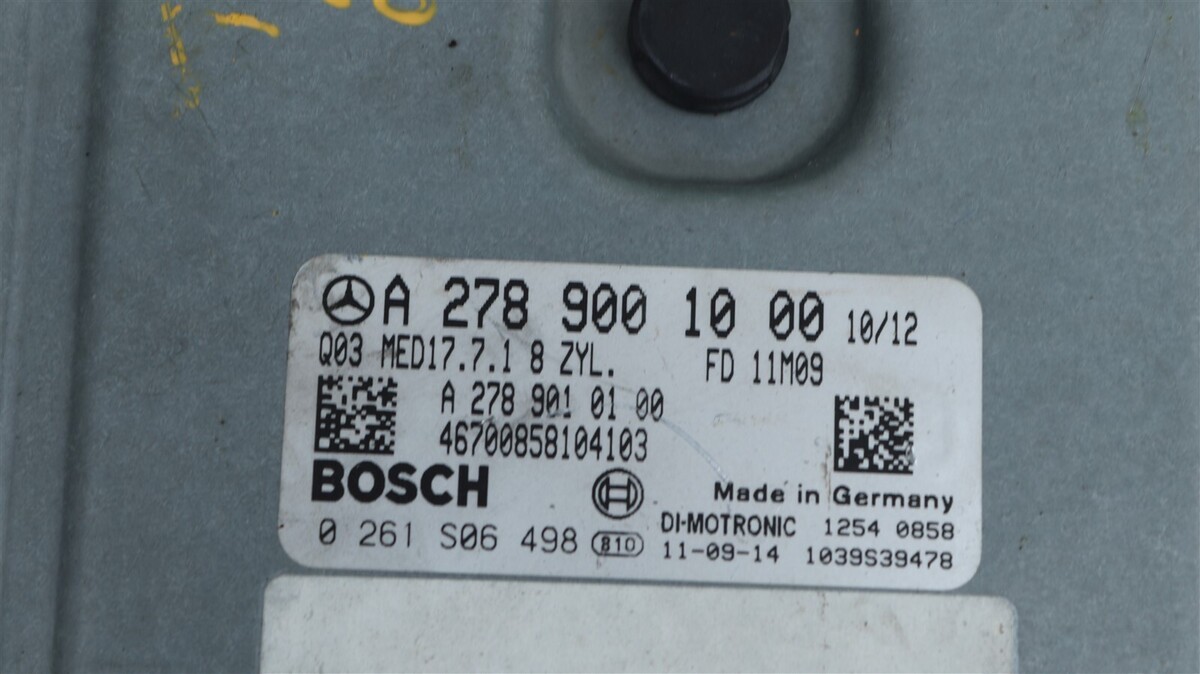 A 278 900 10 00 10/12
Q03 MED17.7.1 8 ZYL. FD 11M09
A 278 901 01 00
46700858104103
BOSCH
Made in Germany
DI-MOTRONIC 1254 0858
0 261 S06 498 810 11-09-14 1039S39478